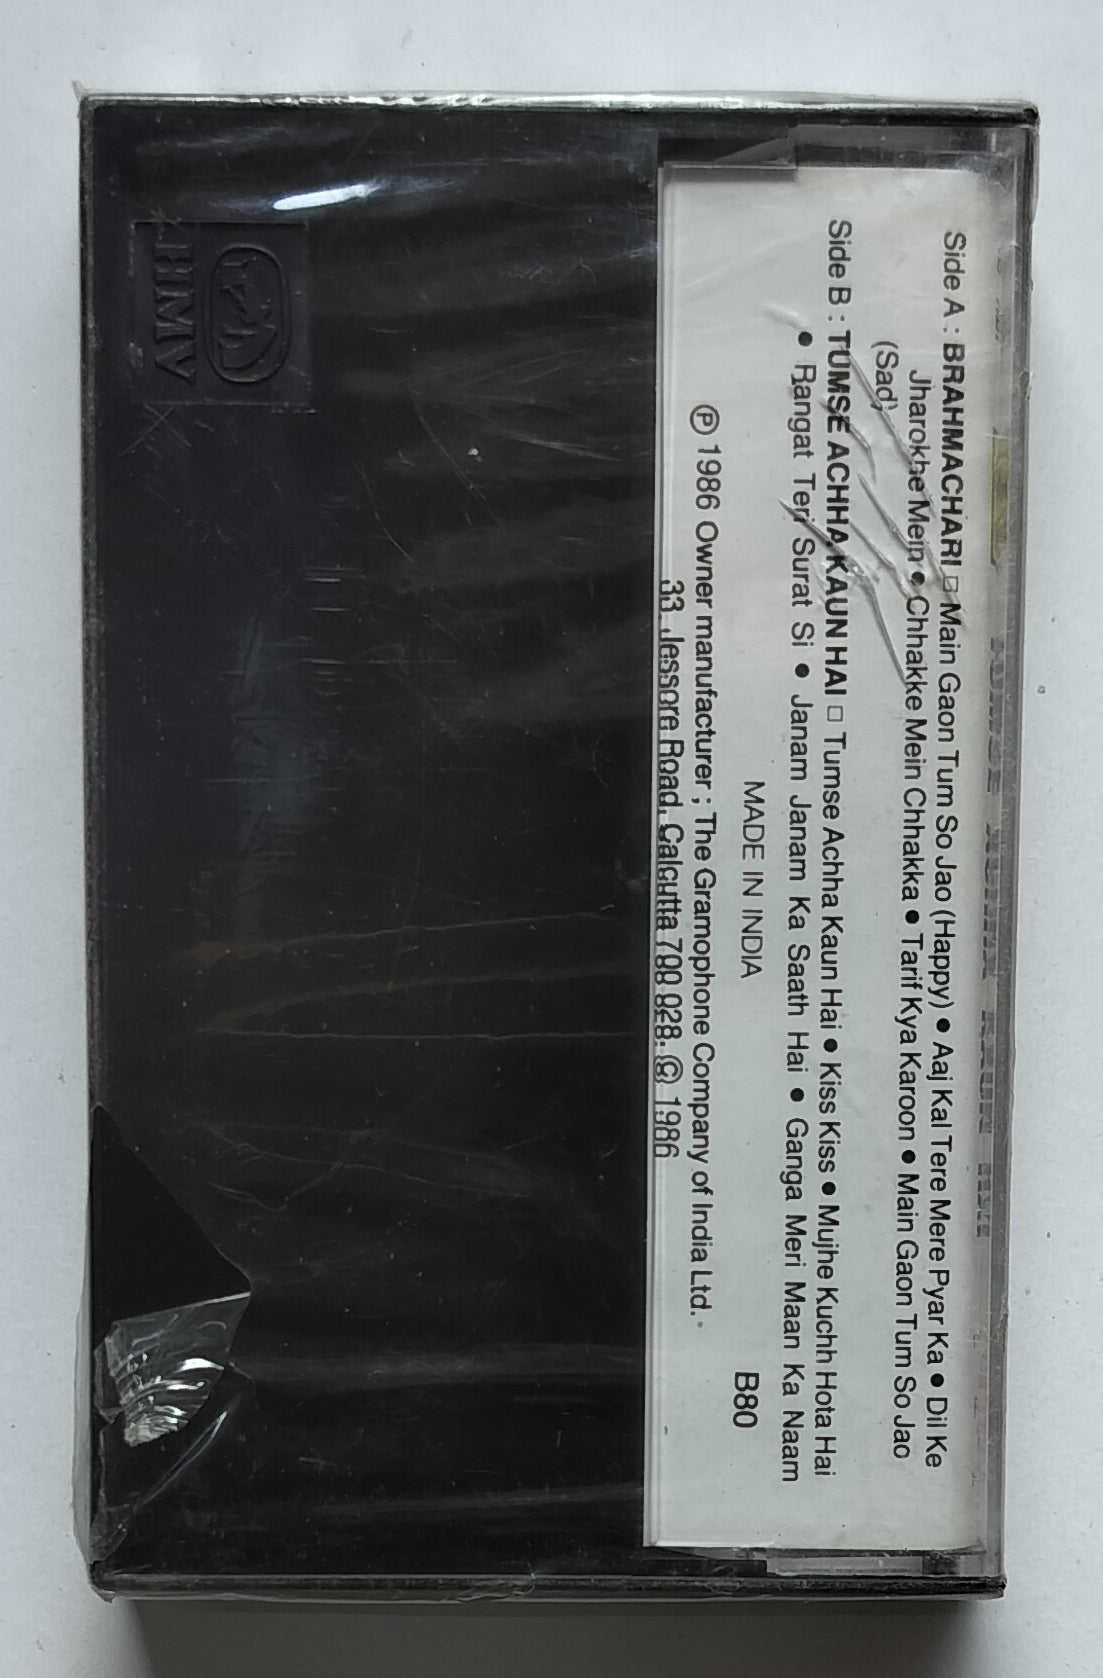 Side A : BRAHMACHARI □ Main Gaon Tum So Jao (Happy) ● Aaj Kal Tere Mere Pyar Ka ● Dil Ke
Jharokhe Mein ● Chhakke Mein Chhakka ● Tarif Kya Karoon ● Main Gaon Tum So Jao
(Sad)
Side B : TUMSE ACHHA KAUN HAI □ Tumse Achha Kaun Hai ● Kiss Kiss ● Mujhe Kuchh Hota Hai
● Rangat Teri Surat Si ● Janam Janam Ka Saath Hai ● Ganga Meri Maan Ka Naam
MADE IN INDIA
B80
Ⓟ 1986 Owner manufacturer ; The Gramophone Company of India Ltd.
33, Jessore Road, Calcutta 700 028. © 1986
HMV